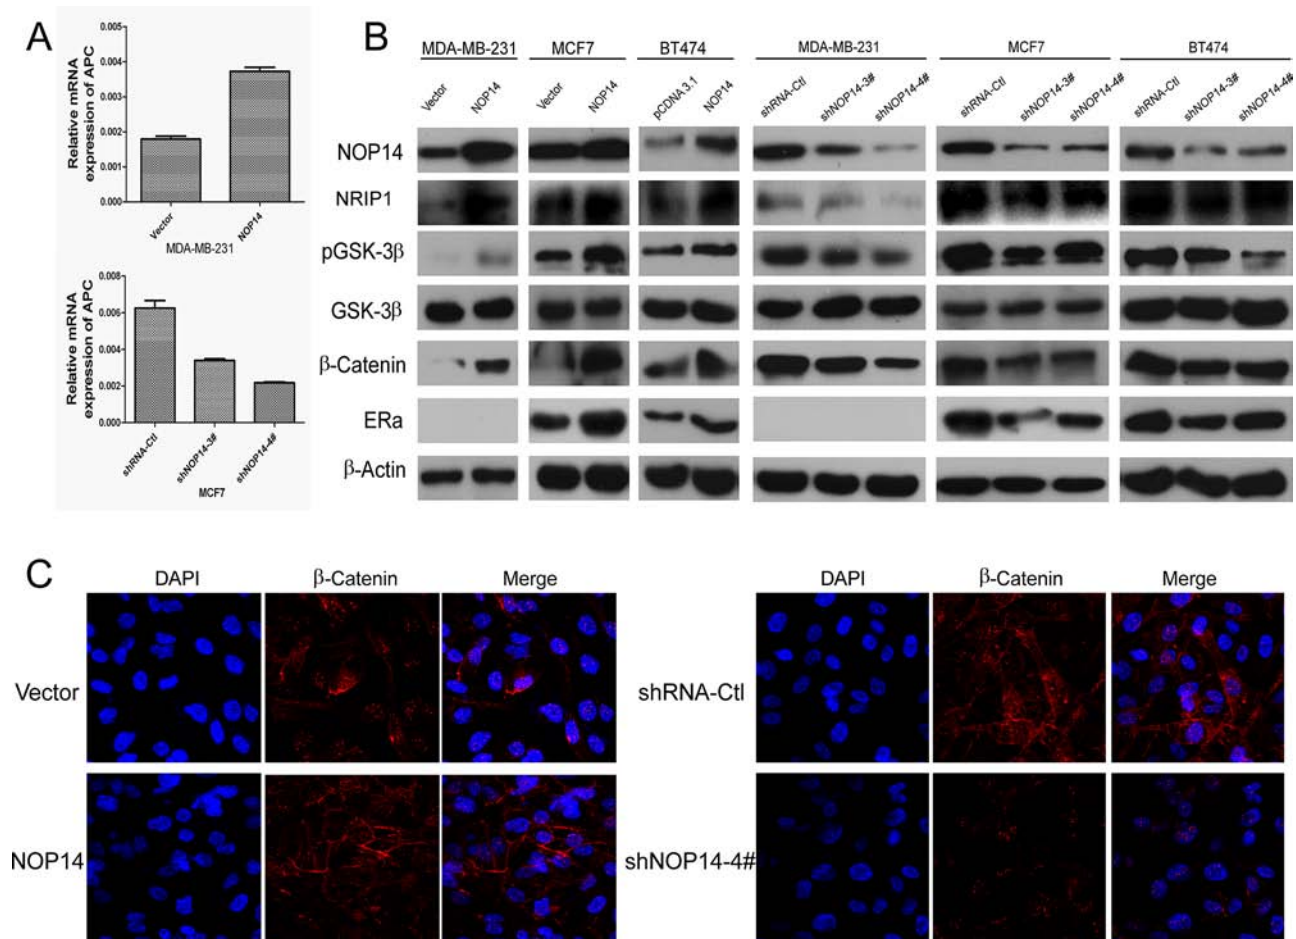 A
Relative mRNA
expression of APC
0.005
0.004
0.003
0.002
0.001
0.000
Vector
NOP14
MDA-MB-231
Relative mRNA
expression of APC
0.008
0.006
0.004
0.002
0.000
shRNA-Ctl
shNOP14-3#
shNOP14-4#
MCF7
B
MDA-MB-231
MCF7
BT474
MDA-MB-231
MCF7
BT474
Vector
NOP14
Vector
NOP14
pCDNA3.1
NOP14
shRNA-Ctl
shNOP14-3#
shNOP14-4#
shRNA-Ctl
shNOP14-3#
shNOP14-4#
shRNA-Ctl
shNOP14-3#
shNOP14-4#
NOP14
NRIP1
pGSK-3β
GSK-3β
β-Catenin
ERa
β-Actin
C
DAPI
β-Catenin
Merge
Vector
NOP14
DAPI
β-Catenin
Merge
shRNA-Ctl
shNOP14-4#